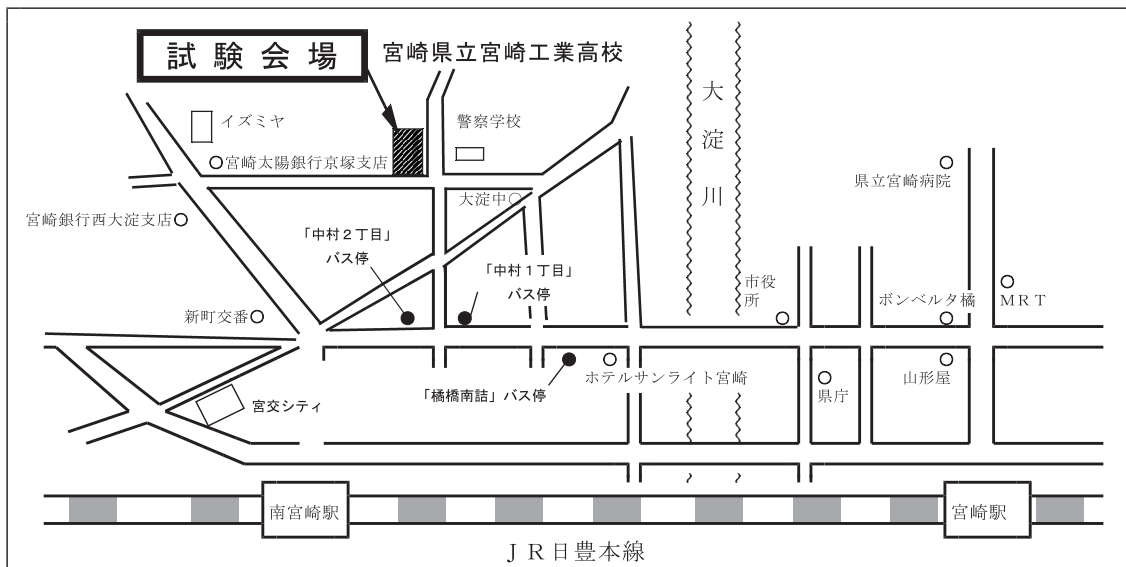 試験会場
宮崎県立宮崎工業高校
イズミヤ
警察学校
大淀川
宮崎太陽銀行京塚支店
県立宮崎病院
大淀中
宮崎銀行西大淀支店
「中村２丁目」
バス停
「中村１丁目」
バス停
市役
所
ボンベルタ橘
ＭＲＴ
新町交番
ホテルサンライト宮崎
県庁
山形屋
「橘橋南詰」バス停
宮交シティ
南宮崎駅
宮崎駅
ＪＲ日豊本線